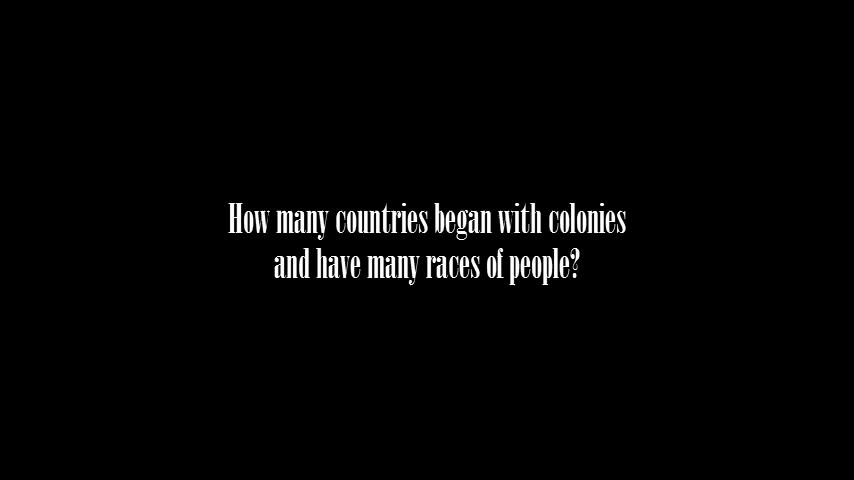 How many countries began with colonies
and have many races of people?